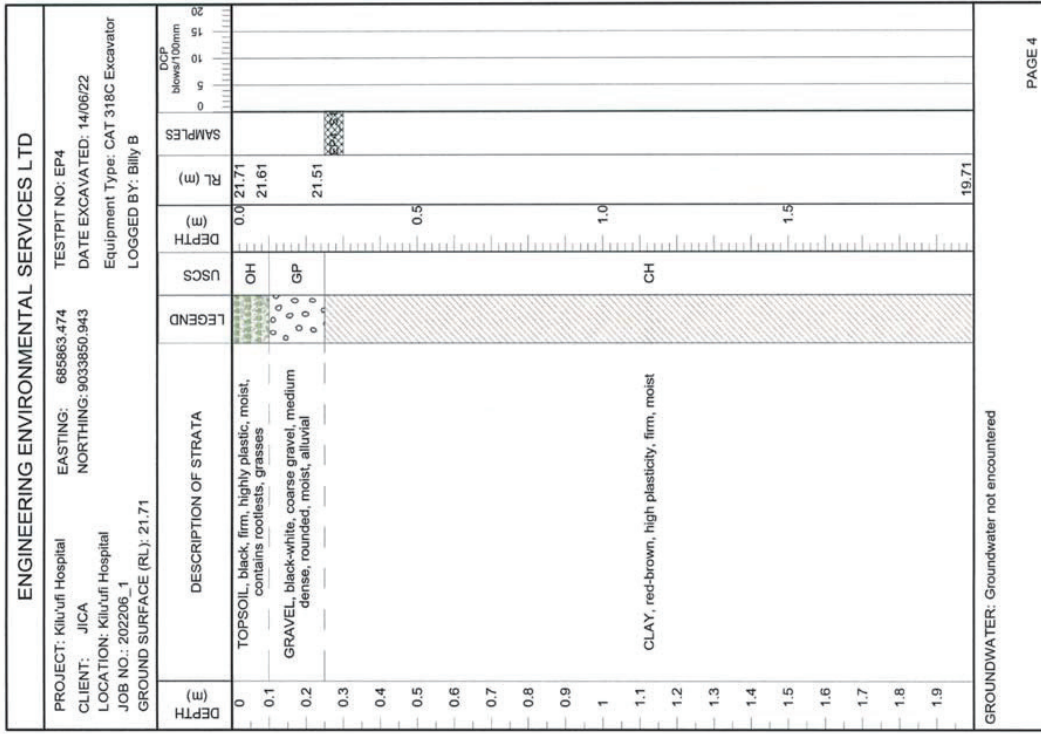 ENGINEERING ENVIRONMENTAL SERVICES LTD
PROJECT: Kilu'ufi Hospital
CLIENT: JICA
LOCATION: Kilu'ufi Hospital
JOB NO.: 202206_1
GROUND SURFACE (RL): 21.71
EASTING: 685863.474
NORTHING: 9033850.943
TESTPIT NO: EP4
DATE EXCAVATED: 14/06/22
Equipment Type: CAT 318C Excavator
LOGGED BY: Billy B
DEPTH (m)
DESCRIPTION OF STRATA
LEGEND
USCS
DEPTH (m)
RL (m)
SAMPLES
DCP
blows/100mm
0 5 10 15 20
0
0.1
0.2
0.3
0.4
0.5
0.6
0.7
0.8
0.9
1
1.1
1.2
1.3
1.4
1.5
1.6
1.7
1.8
1.9
TOPSOIL, black, firm, highly plastic, moist,
contains rootlests, grasses
GRAVEL, black-white, coarse gravel, medium
dense, rounded, moist, alluvial
CLAY, red-brown, high plasticity, firm, moist
OH
GP
CH
0.0
0.5
1.0
1.5
21.71
21.61
21.51
19.71
GROUNDWATER: Groundwater not encountered
PAGE 4